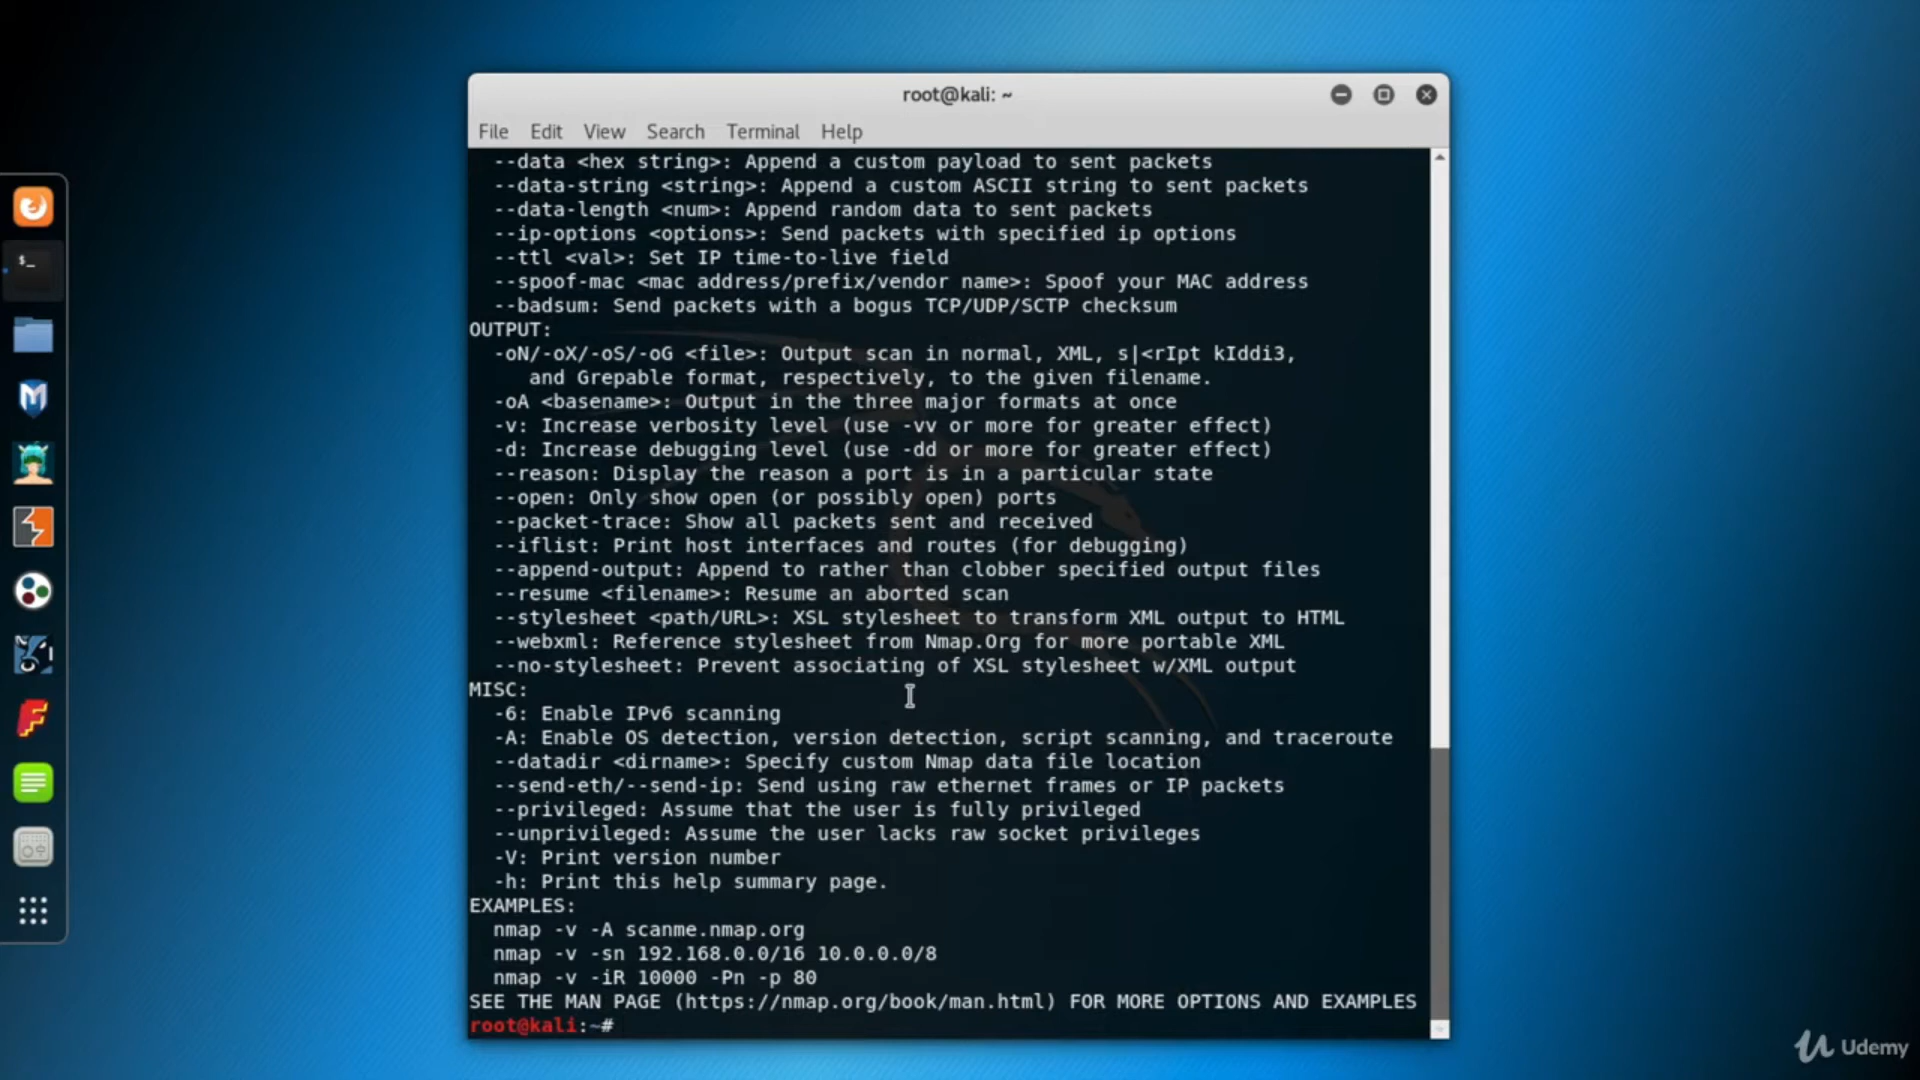 root@kali: ~
File Edit View Search Terminal Help
--data <hex string>: Append a custom payload to sent packets
--data-string <string>: Append a custom ASCII string to sent packets
--data-length <num>: Append random data to sent packets
--ip-options <options>: Send packets with specified ip options
--ttl <val>: Set IP time-to-live field
--spoof-mac <mac address/prefix/vendor name>: Spoof your MAC address
--badsum: Send packets with a bogus TCP/UDP/SCTP checksum
OUTPUT:
-oN/-oX/-oS/-oG <file>: Output scan in normal, XML, s|<rIpt kIddi3,
and Grepable format, respectively, to the given filename.
-oA <basename>: Output in the three major formats at once
-v: Increase verbosity level (use -vv or more for greater effect)
-d: Increase debugging level (use -dd or more for greater effect)
--reason: Display the reason a port is in a particular state
--open: Only show open (or possibly open) ports
--packet-trace: Show all packets sent and received
--iflist: Print host interfaces and routes (for debugging)
--append-output: Append to rather than clobber specified output files
--resume <filename>: Resume an aborted scan
--stylesheet <path/URL>: XSL stylesheet to transform XML output to HTML
--webxml: Reference stylesheet from Nmap.Org for more portable XML
--no-stylesheet: Prevent associating of XSL stylesheet w/XML output
MISC:
-6: Enable IPv6 scanning
-A: Enable OS detection, version detection, script scanning, and traceroute
--datadir <dirname>: Specify custom Nmap data file location
--send-eth/--send-ip: Send using raw ethernet frames or IP packets
--privileged: Assume that the user is fully privileged
--unprivileged: Assume the user lacks raw socket privileges
-V: Print version number
-h: Print this help summary page.
EXAMPLES:
nmap -v -A scanme.nmap.org
nmap -v -sn 192.168.0.0/16 10.0.0.0/8
nmap -v -iR 10000 -Pn -p 80
SEE THE MAN PAGE (https://nmap.org/book/man.html) FOR MORE OPTIONS AND EXAMPLES
root@kali:~#
$_
Udemy